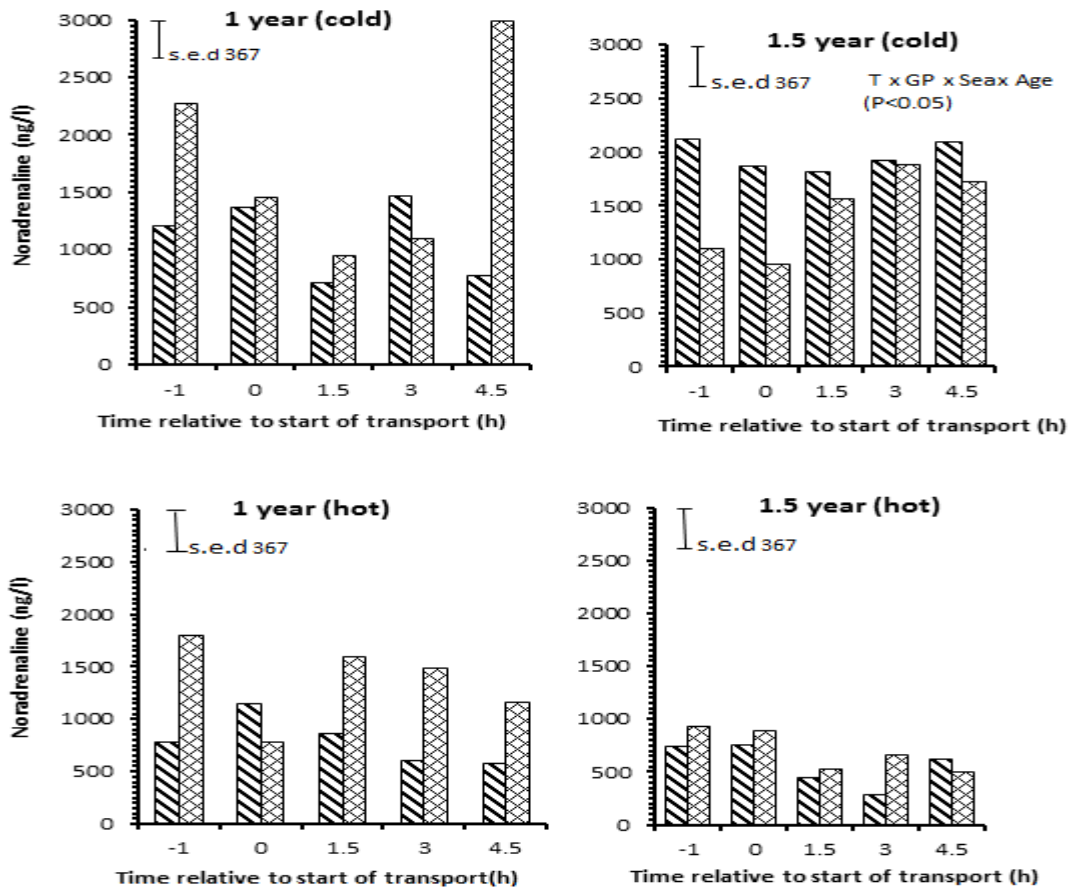 1 year (cold)
3000
2500
2000
1500
1000
500
0
s.e.d 367
Noradrenaline (ng/l)
-1 0 1.5 3 4.5
Time relative to start of transport (h)
1.5 year (cold)
3000
2500
2000
1500
1000
500
0
s.e.d 367
T x GP x Seax Age
(P<0.05)
-1 0 1.5 3 4.5
Time relative to start of transport (h)
1 year (hot)
3000
2500
2000
1500
1000
500
0
s.e.d 367
Noradrenaline (ng/l)
-1 0 1.5 3 4.5
Time relative to start of transport(h)
1.5 year (hot)
3000
2500
2000
1500
1000
500
0
s.e.d 367
-1 0 1.5 3 4.5
Time relative to start of transport (h)